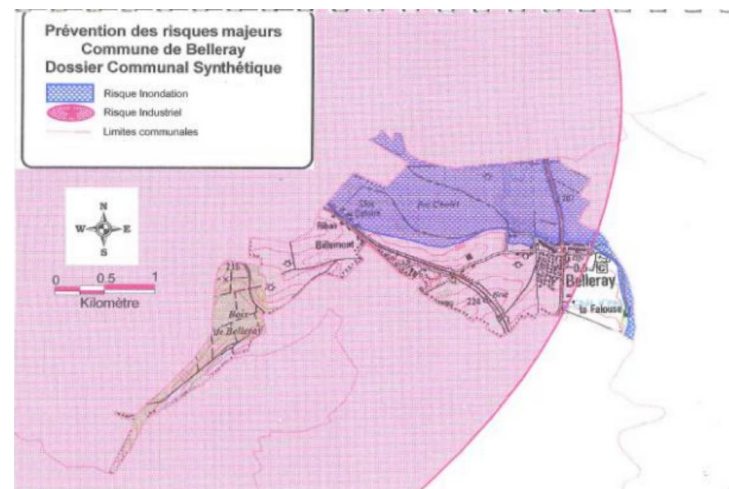 Prévention des risques majeurs
Commune de Belleray
Dossier Communal Synthétique
Risque Inondation
Risque Industriel
Limites communales
N
W E
S
0 0.5 1
Kilomètre
Billemont
Belleray
la Falouse
Bois
de Belleray